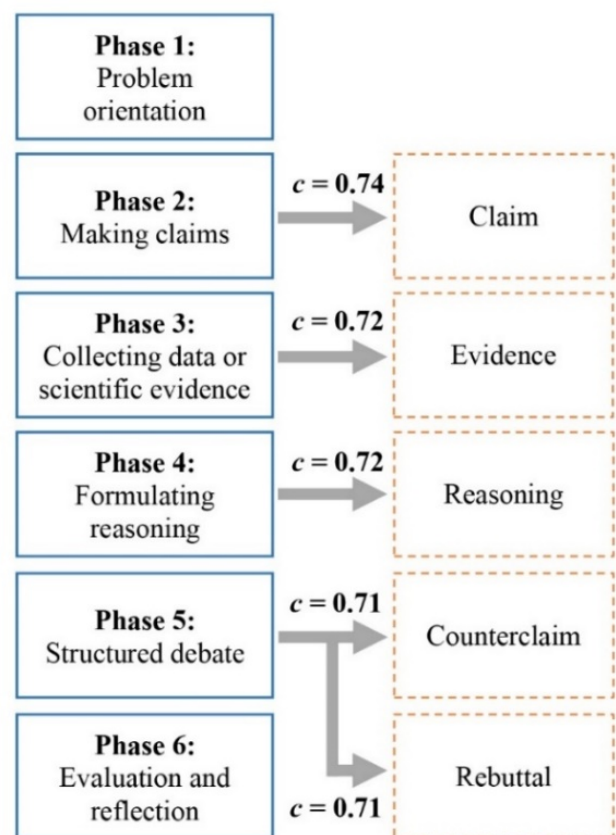 Phase 1:
Problem
orientation
Phase 2:
Making claims
c = 0.74
Claim
Phase 3:
Collecting data or
scientific evidence
c = 0.72
Evidence
Phase 4:
Formulating
reasoning
c = 0.72
Reasoning
Phase 5:
Structured debate
c = 0.71
Counterclaim
Phase 6:
Evaluation and
reflection
c = 0.71
Rebuttal